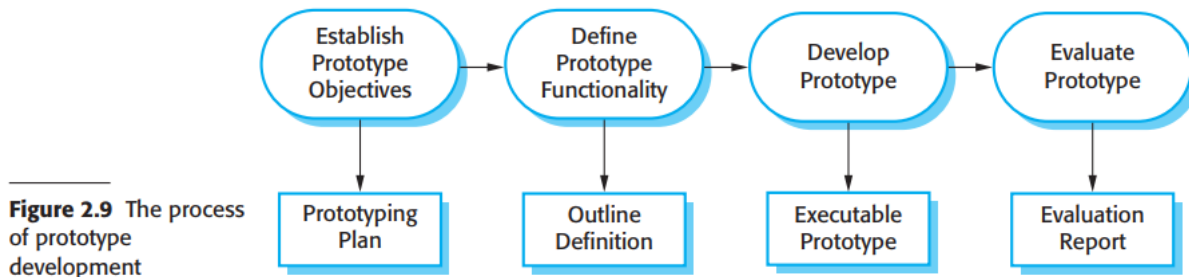 Establish
Prototype
Objectives
Define
Prototype
Functionality
Develop
Prototype
Evaluate
Prototype
Figure 2.9 The process
of prototype
development
Prototyping
Plan
Outline
Definition
Executable
Prototype
Evaluation
Report